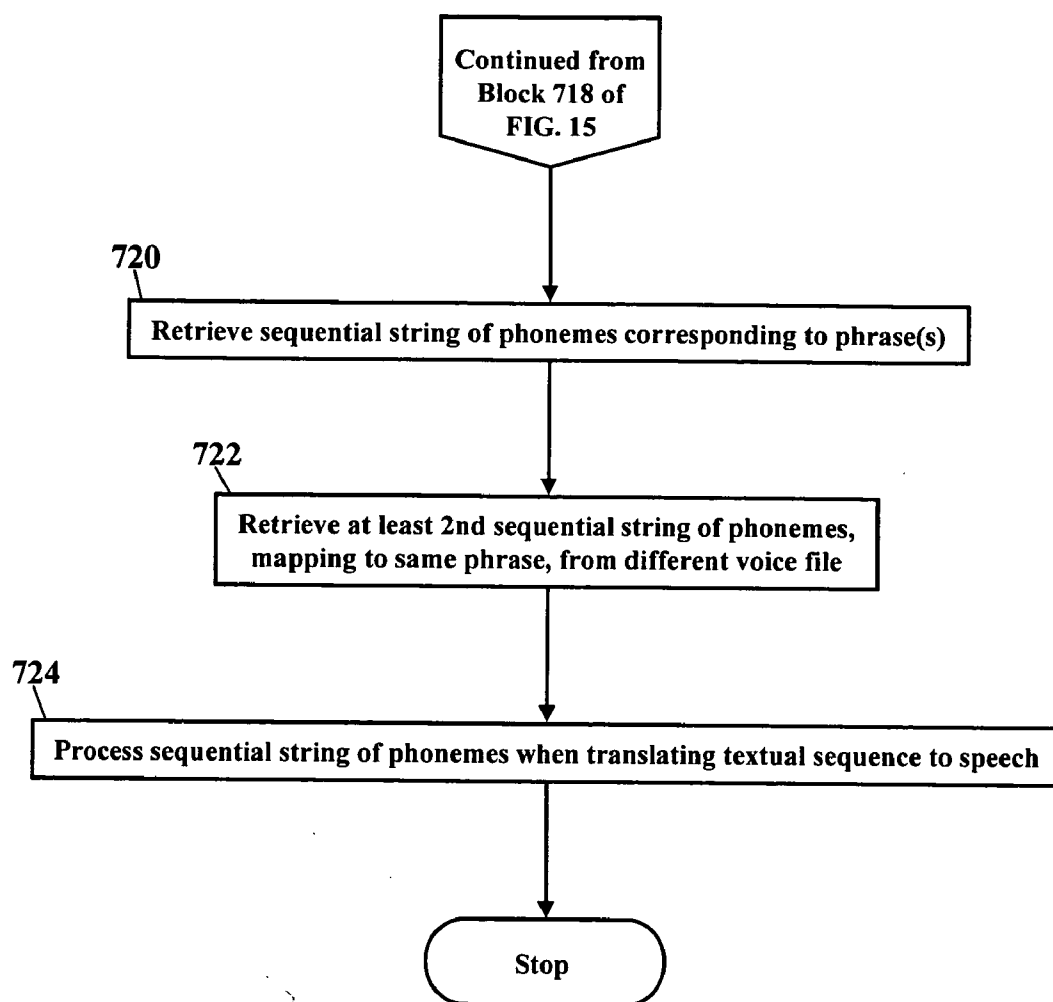 Continued from
Block 718 of
FIG. 15
720
Retrieve sequential string of phonemes corresponding to phrase(s)
722
Retrieve at least 2nd sequential string of phonemes,
mapping to same phrase, from different voice file
724
Process sequential string of phonemes when translating textual sequence to speech
Stop